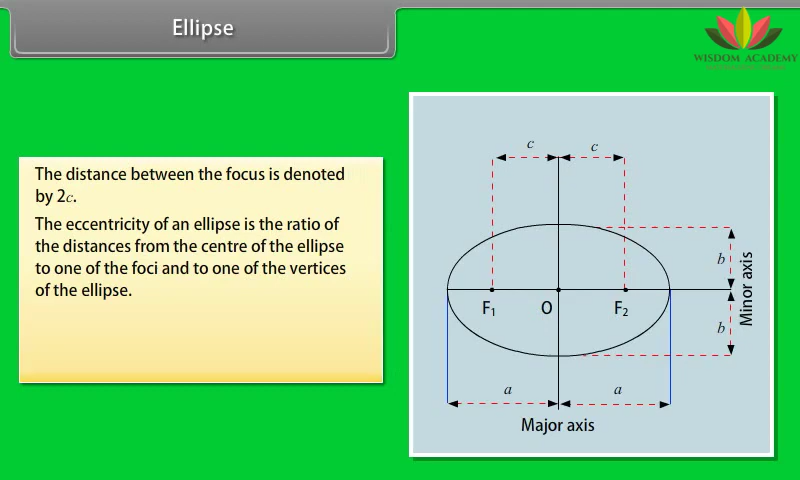 Ellipse
WISDOM ACADEMY
The distance between the focus is denoted
by 2c.
The eccentricity of an ellipse is the ratio of
the distances from the centre of the ellipse
to one of the foci and to one of the vertices
of the ellipse.
c c
b
F₁ O F₂
b
Minor axis
a a
Major axis